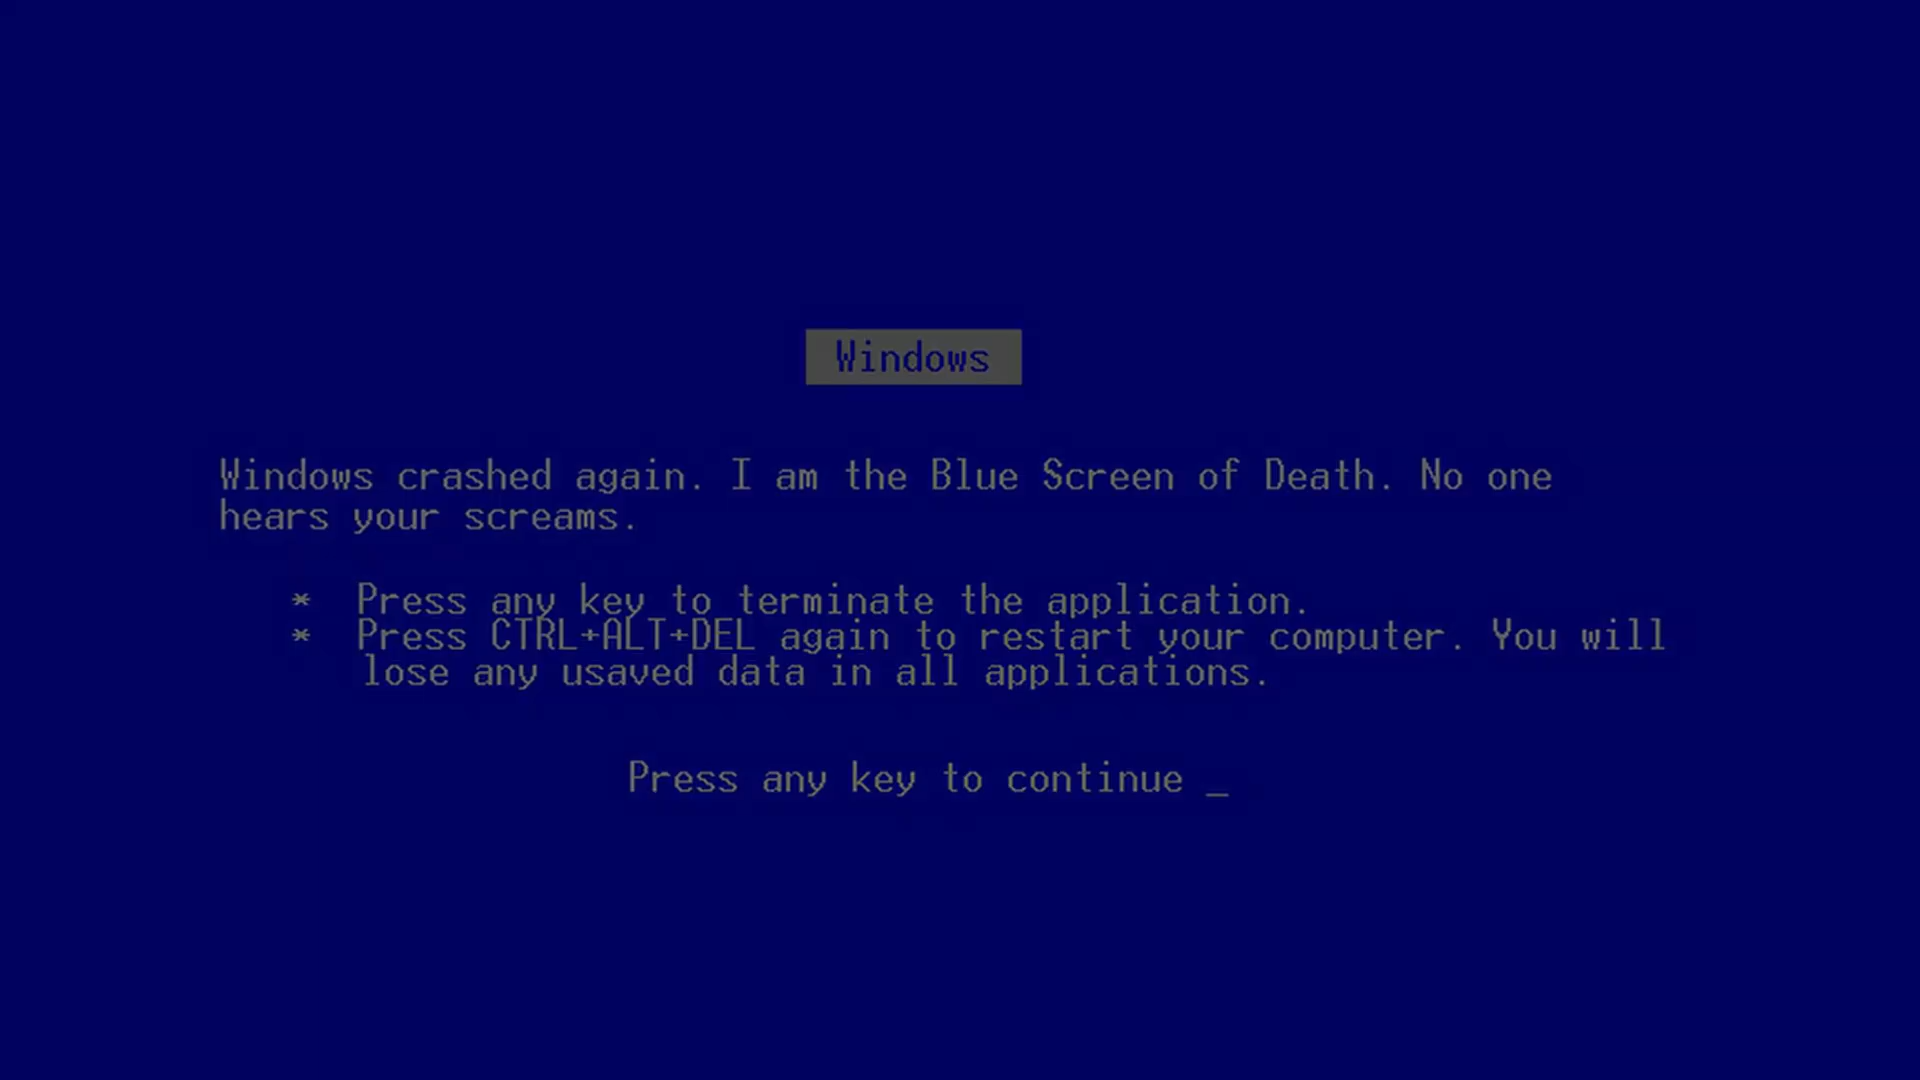 Windows
Windows crashed again. I am the Blue Screen of Death. No one
hears your screams.
* Press any key to terminate the application.
* Press CTRL+ALT+DEL again to restart your computer. You will
lose any usaved data in all applications.
Press any key to continue _